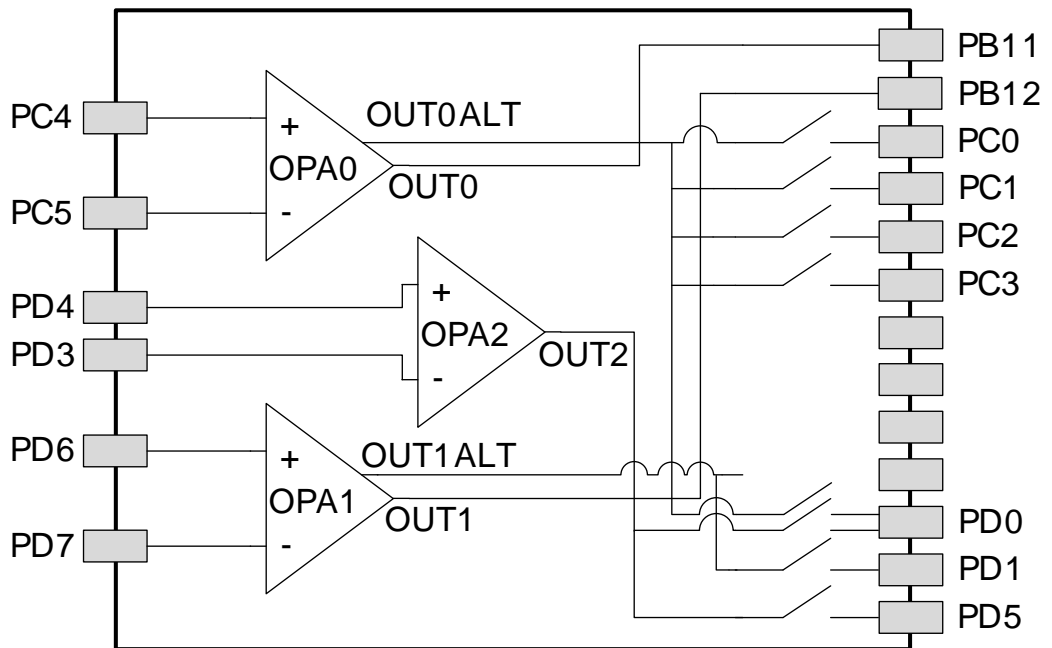 PB11
PB12
PC4
OUT0ALT
+
PC0
OPA0
OUT0
PC1
PC5
-
PC2
PC3
PD4
+
OPA2
PD3
OUT2
-
PD6
+
OUT1ALT
OPA1
OUT1
PD0
PD7
-
PD1
PD5